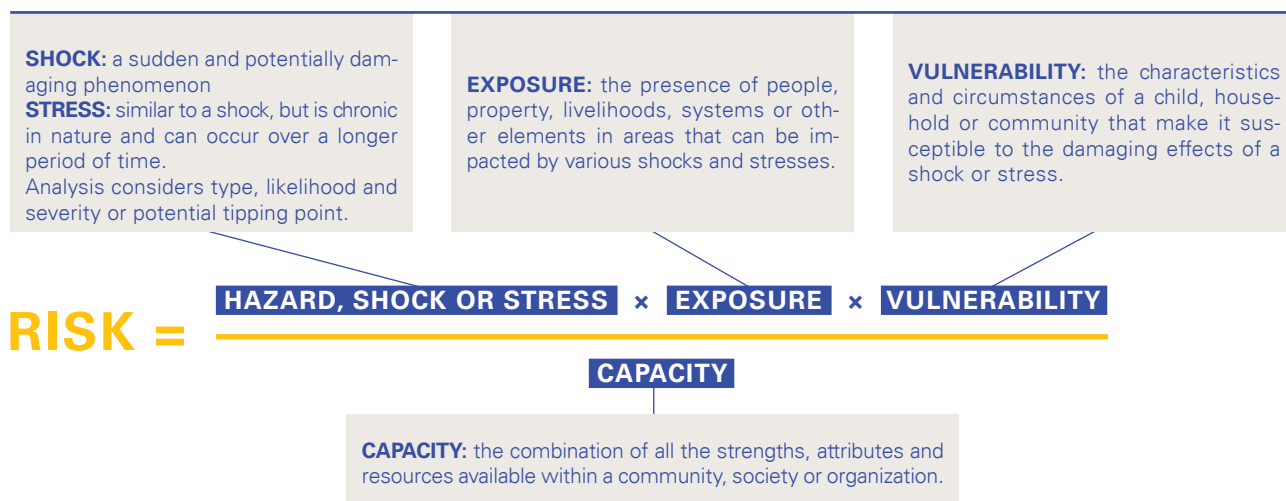 SHOCK: a sudden and potentially dam-
aging phenomenon
STRESS: similar to a shock, but is chronic
in nature and can occur over a longer
period of time.
Analysis considers type, likelihood and
severity or potential tipping point.
EXPOSURE: the presence of people,
property, livelihoods, systems or oth-
er elements in areas that can be im-
pacted by various shocks and stresses.
VULNERABILITY: the characteristics
and circumstances of a child, house-
hold or community that make it sus-
ceptible to the damaging effects of a
shock or stress.
RISK =
HAZARD, SHOCK OR STRESS × EXPOSURE × VULNERABILITY
CAPACITY
CAPACITY: the combination of all the strengths, attributes and
resources available within a community, society or organization.